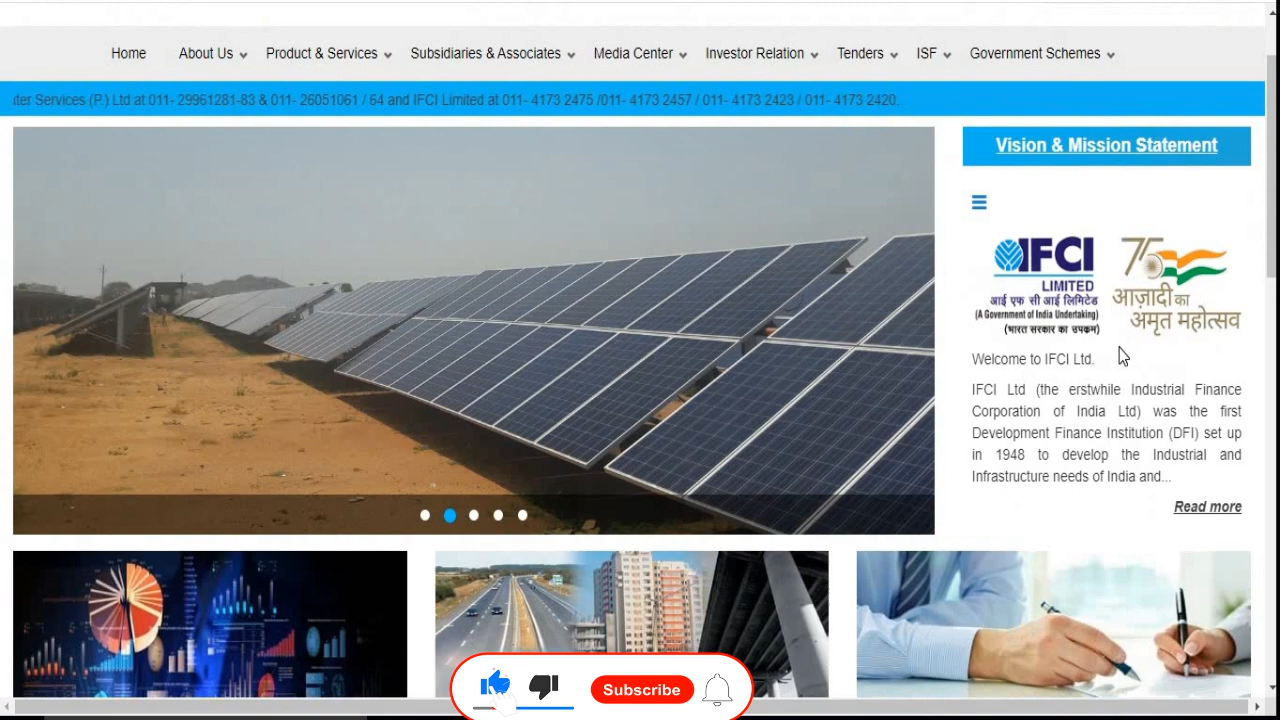 Home About Us Product & Services Subsidiaries & Associates Media Center Investor Relation Tenders ISF Government Schemes
Services (P.) Ltd at 011- 29961281-83 & 011- 26051061 / 64 and IFCI Limited at 011- 4173 2475 /011- 4173 2457 / 011- 4173 2423 / 011- 4173 2420.
Vision & Mission Statement
IFCI
LIMITED
आई एफ सी आई लिमिटेड
(A Government of India Undertaking)
(भारत सरकार का उपक्रम)
75
आज़ादी का
अमृत महोत्सव
Welcome to IFCI Ltd.
IFCI Ltd (the erstwhile Industrial Finance
Corporation of India Ltd) was the first
Development Finance Institution (DFI) set up
in 1948 to develop the Industrial and
Infrastructure needs of India and...
Read more
Subscribe